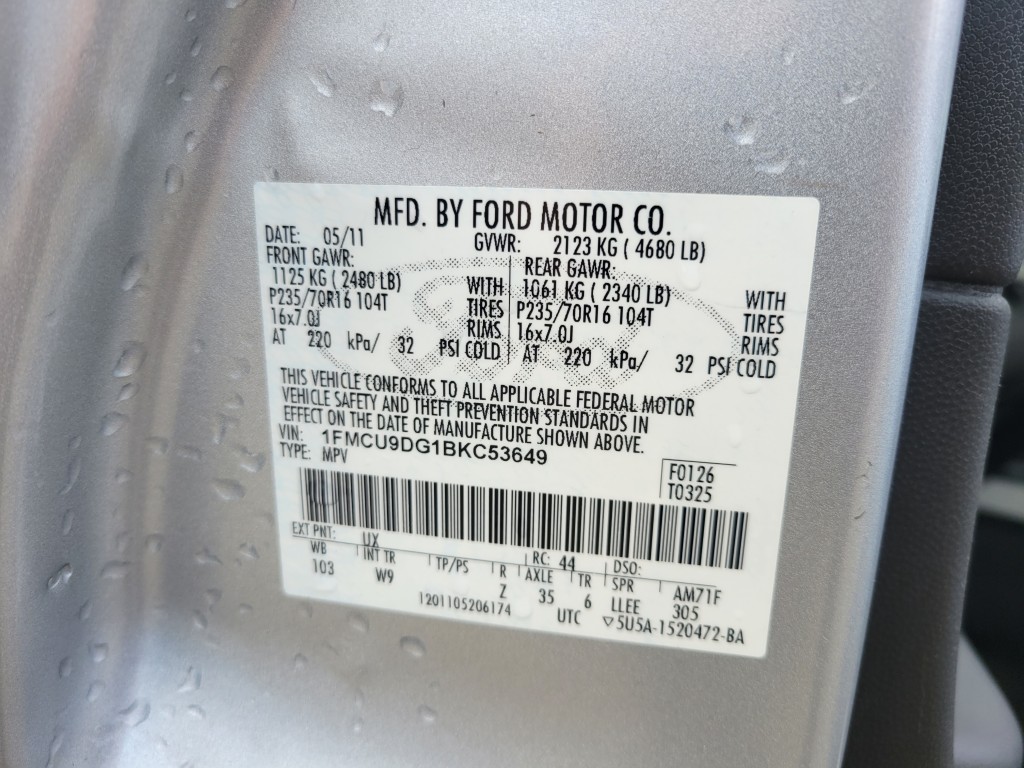 MFD. BY FORD MOTOR CO.
DATE: 05/11 GVWR: 2123 KG ( 4680 LB)
FRONT GAWR: REAR GAWR:
1125 KG ( 2480 LB) WITH 1061 KG ( 2340 LB) WITH
P235/70R16 104T TIRES P235/70R16 104T TIRES
16x7.0J RIMS 16x7.0J RIMS
AT 220 kPa/ 32 PSI COLD AT 220 kPa/ 32 PSI COLD
THIS VEHICLE CONFORMS TO ALL APPLICABLE FEDERAL MOTOR
VEHICLE SAFETY AND THEFT PREVENTION STANDARDS IN
EFFECT ON THE DATE OF MANUFACTURE SHOWN ABOVE.
VIN: 1FMCU9DG1BKC53649
TYPE: MPV
F0126
T0325
EXT PNT: UX RC: 44 DSO:
WB INT TR TP/PS R AXLE TR SPR AM71F
103 W9 Z 35 6 LLEE 305
1201105206174 UTC ▽5U5A-1520472-BA